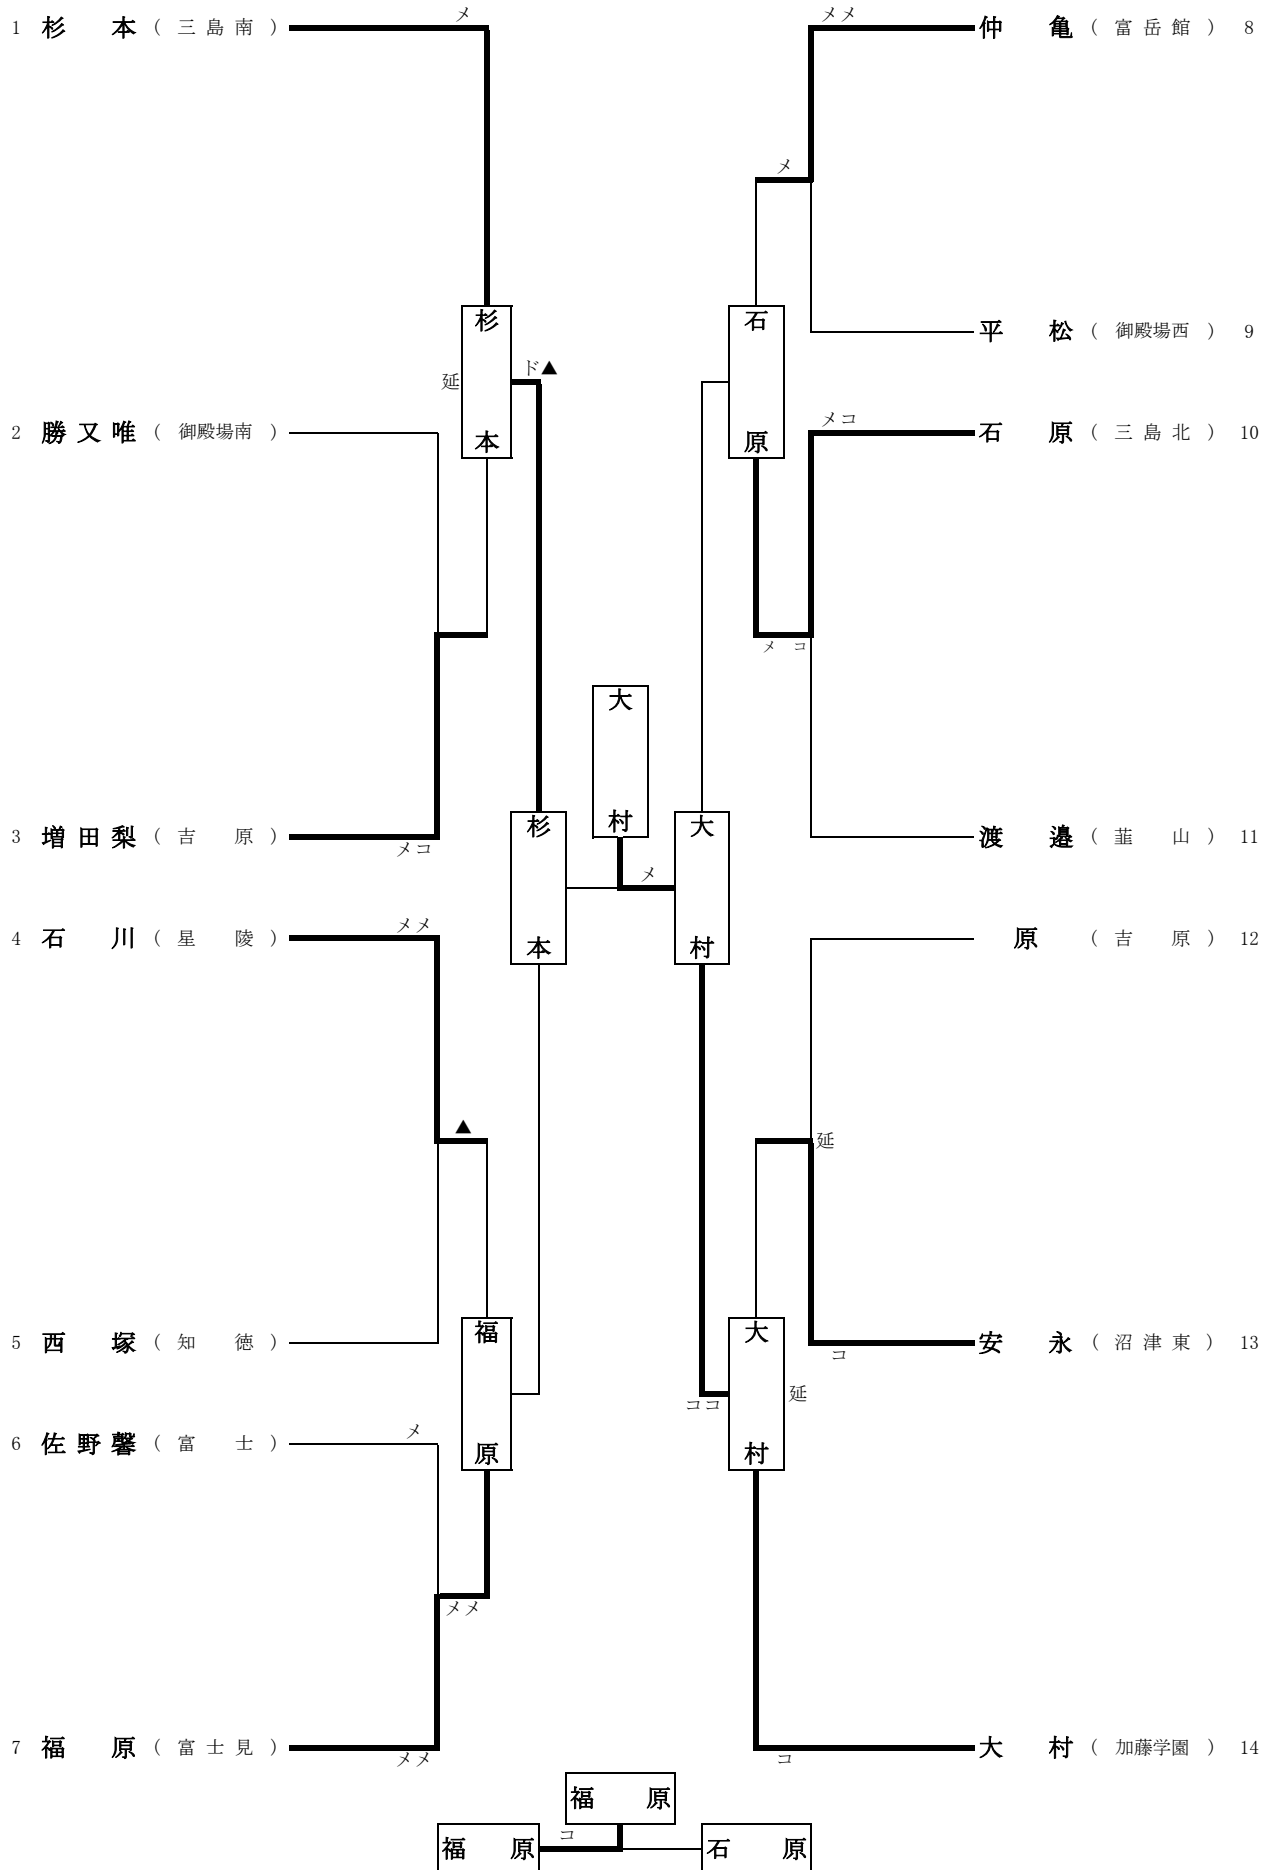 1 杉本 (三島南)
メ
2 勝又唯 (御殿場南)
3 増田梨 (吉原)
メコ
4 石川 (星陵)
メメ
▲
5 西塚 (知徳)
6 佐野馨 (富士)
メ
メメ
7 福原 (富士見)
メメ
杉本
延
ド▲
福原
杉本
大村
メ
大村
石原
大村
延
ココ
メメ
仲亀 (富岳館) 8
メ
平松 (御殿場西) 9
メコ
石原 (三島北) 10
メ コ
渡邉 (韮山) 11
原 (吉原) 12
延
安永 (沼津東) 13
コ
大村 (加藤学園) 14
コ
福原
福原
コ
石原